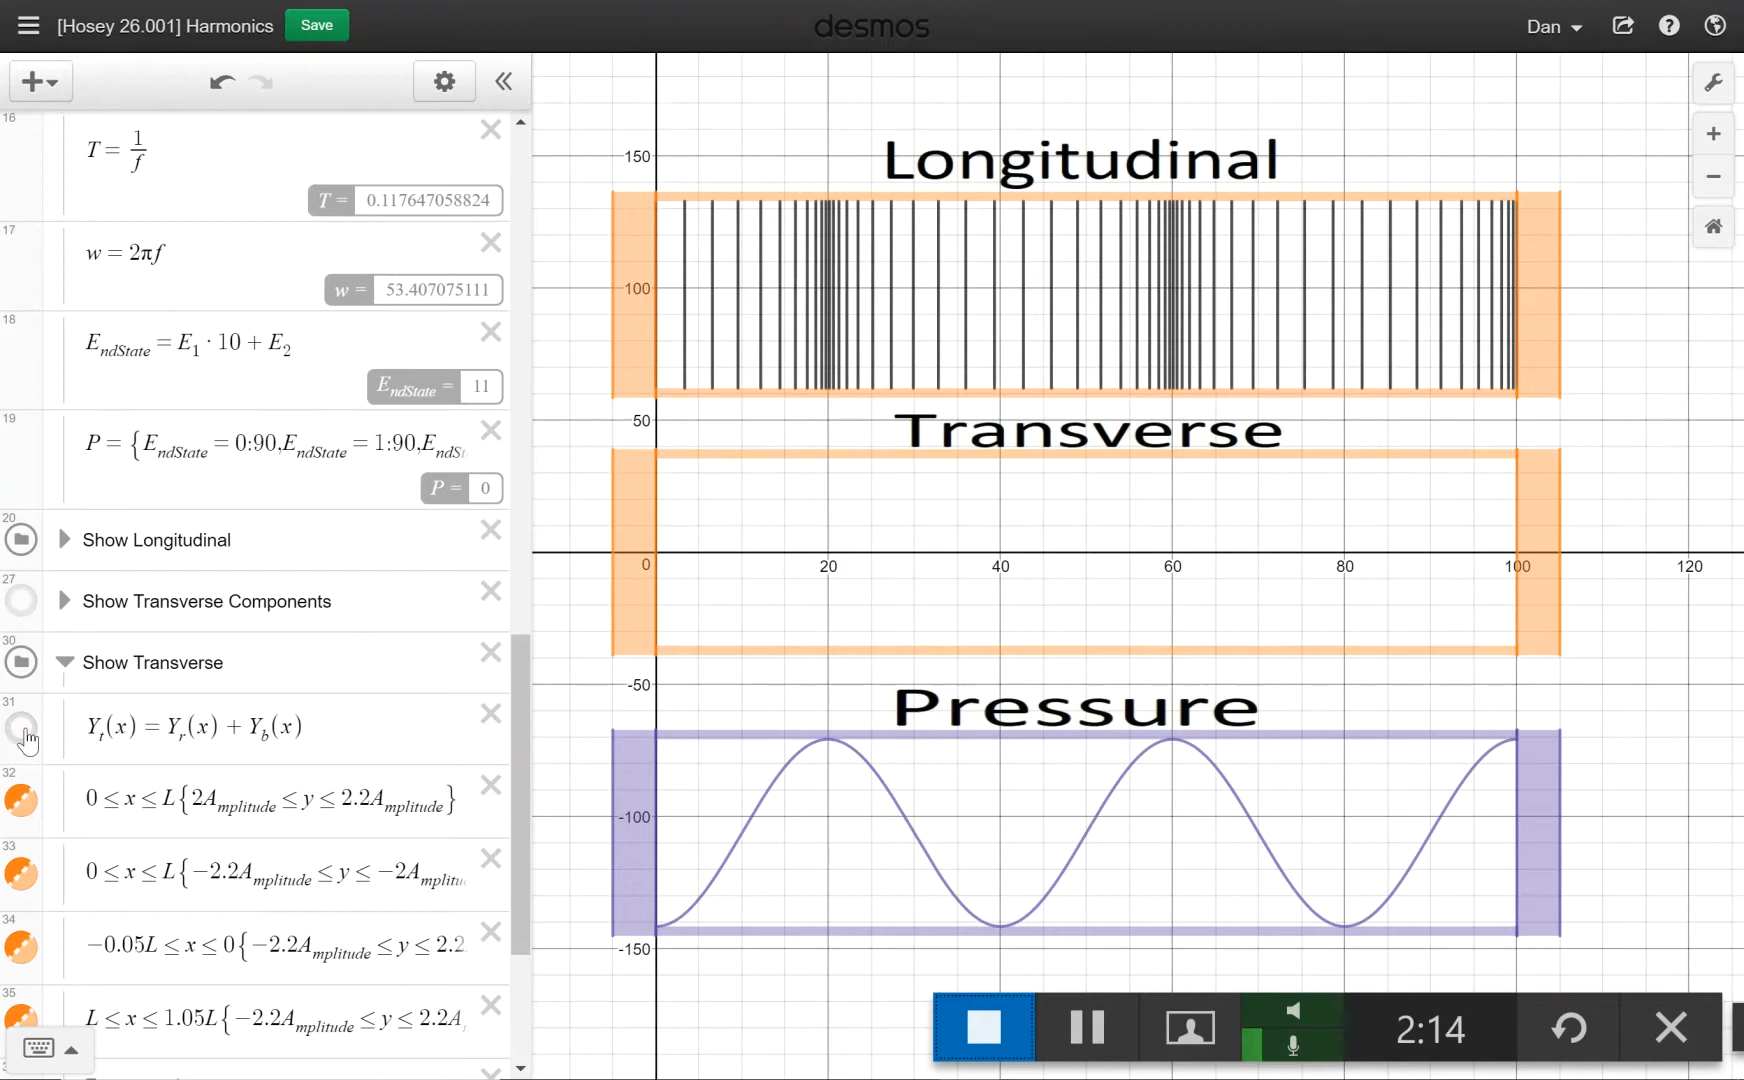 [Hosey 26.001] Harmonics
Save
desmos
Dan
16
T = 1/f
T = 0.117647058824
17
w = 2πf
w = 53.407075111
18
E_ndState = E_1 · 10 + E_2
E_ndState = 11
19
P = {E_ndState = 0:90,E_ndState = 1:90,E_ndSt
P = 0
20
Show Longitudinal
27
Show Transverse Components
30
Show Transverse
31
Y_t(x) = Y_r(x) + Y_b(x)
32
0 ≤ x ≤ L{2A_mplitude ≤ y ≤ 2.2A_mplitude}
33
0 ≤ x ≤ L{−2.2A_mplitude ≤ y ≤ −2A_mplitu
34
−0.05L ≤ x ≤ 0{−2.2A_mplitude ≤ y ≤ 2.2
35
L ≤ x ≤ 1.05L{−2.2A_mplitude ≤ y ≤ 2.2A
Longitudinal
150
100
50
Transverse
0
20
40
60
80
100
120
-50
Pressure
-100
-150
2:14